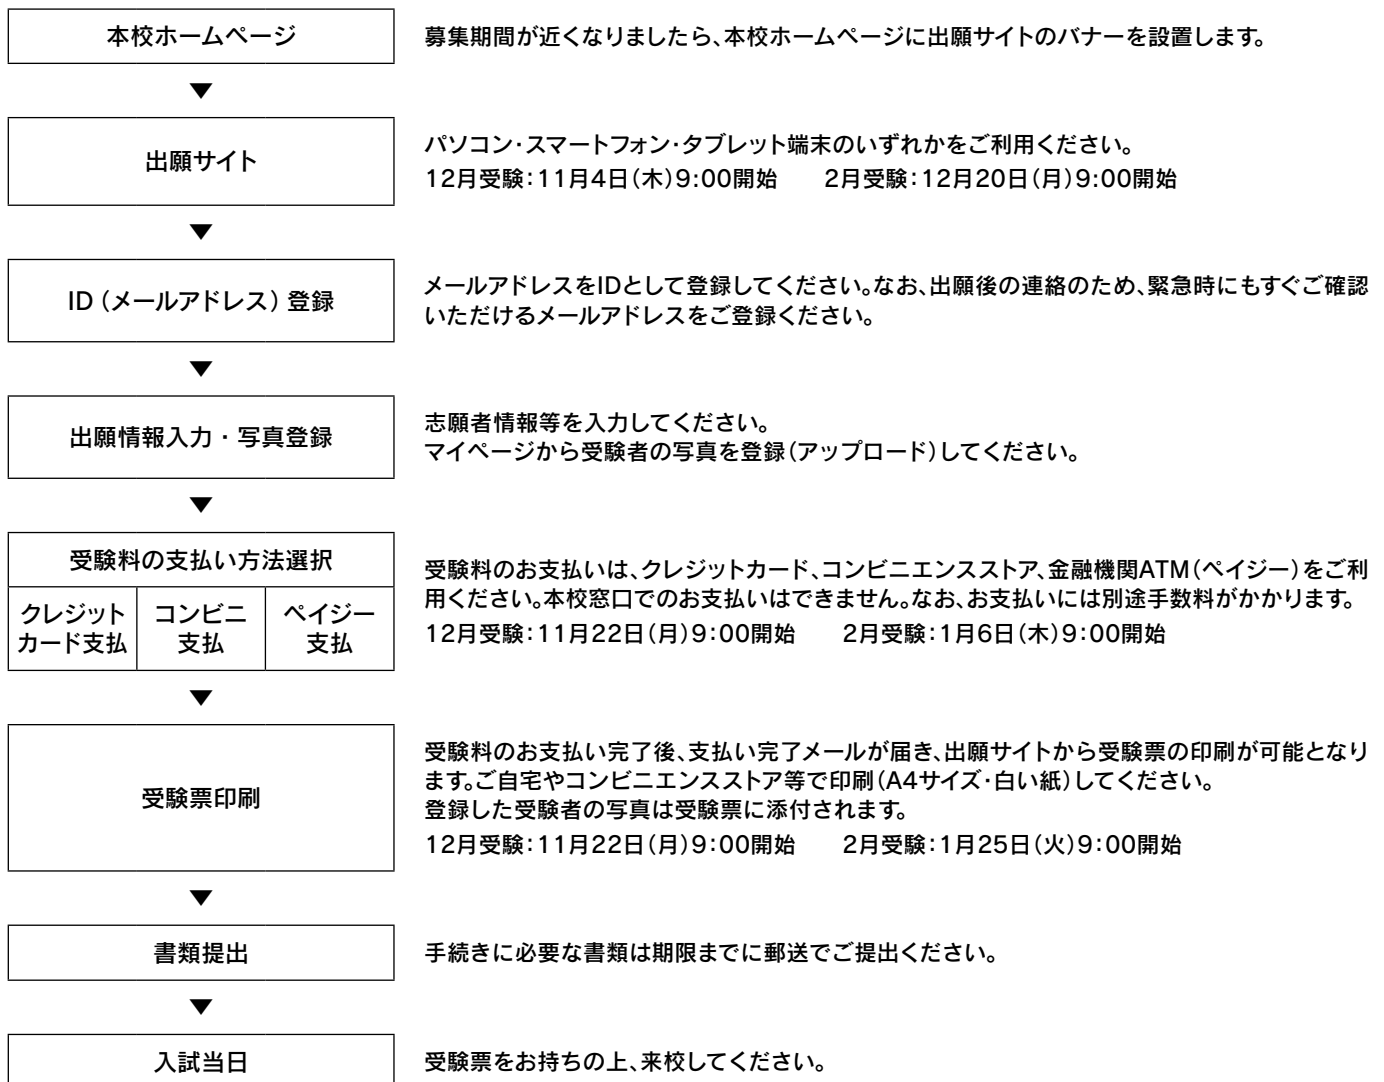 本校ホームページ
募集期間が近くなりましたら、本校ホームページに出願サイトのバナーを設置します。
▼
出願サイト
パソコン・スマートフォン・タブレット端末のいずれかをご利用ください。
12月受験：11月4日（木）9:00開始　　2月受験：12月20日（月）9:00開始
▼
ID（メールアドレス）登録
メールアドレスをIDとして登録してください。なお、出願後の連絡のため、緊急時にもすぐご確認
いただけるメールアドレスをご登録ください。
▼
出願情報入力・写真登録
志願者情報等を入力してください。
マイページから受験者の写真を登録（アップロード）してください。
▼
受験料の支払い方法選択
クレジット
カード支払
コンビニ
支払
ペイジー
支払
受験料のお支払いは、クレジットカード、コンビニエンスストア、金融機関ATM（ペイジー）をご利
用ください。本校窓口でのお支払いはできません。なお、お支払いには別途手数料がかかります。
12月受験：11月22日（月）9：00開始　　2月受験：1月6日（木）9：00開始
▼
受験票印刷
受験料のお支払い完了後、支払い完了メールが届き、出願サイトから受験票の印刷が可能となり
ます。ご自宅やコンビニエンスストア等で印刷（A4サイズ・白い紙）してください。
登録した受験者の写真は受験票に添付されます。
12月受験：11月22日（月）9：00開始　　2月受験：1月25日（火）9：00開始
▼
書類提出
手続きに必要な書類は期限までに郵送でご提出ください。
▼
入試当日
受験票をお持ちの上、来校してください。